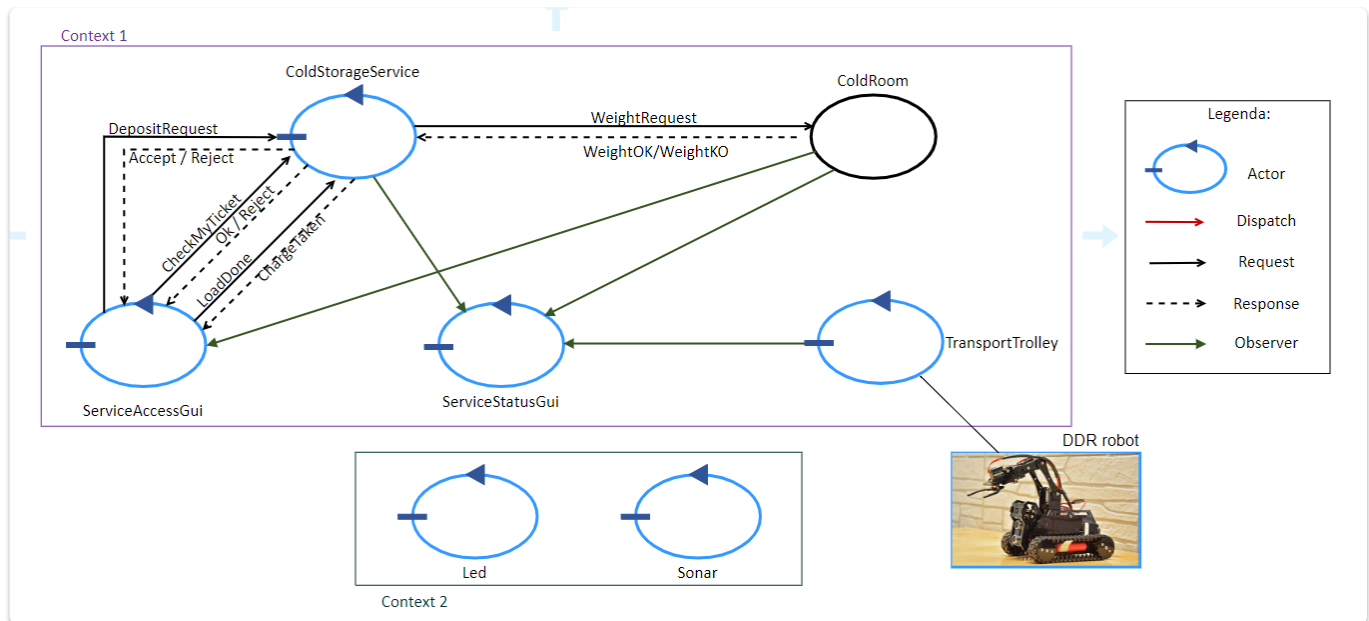 Context 1
ColdStorageService
ColdRoom
Legenda:
DepositRequest
WeightRequest
Accept / Reject
WeightOK/WeightKO
Actor
CheckMyTicket
Ok / Reject
ChargeTaken
LoadDone
Dispatch
Request
Response
Observer
TransportTrolley
ServiceAccessGui
ServiceStatusGui
DDR robot
Led
Sonar
Context 2